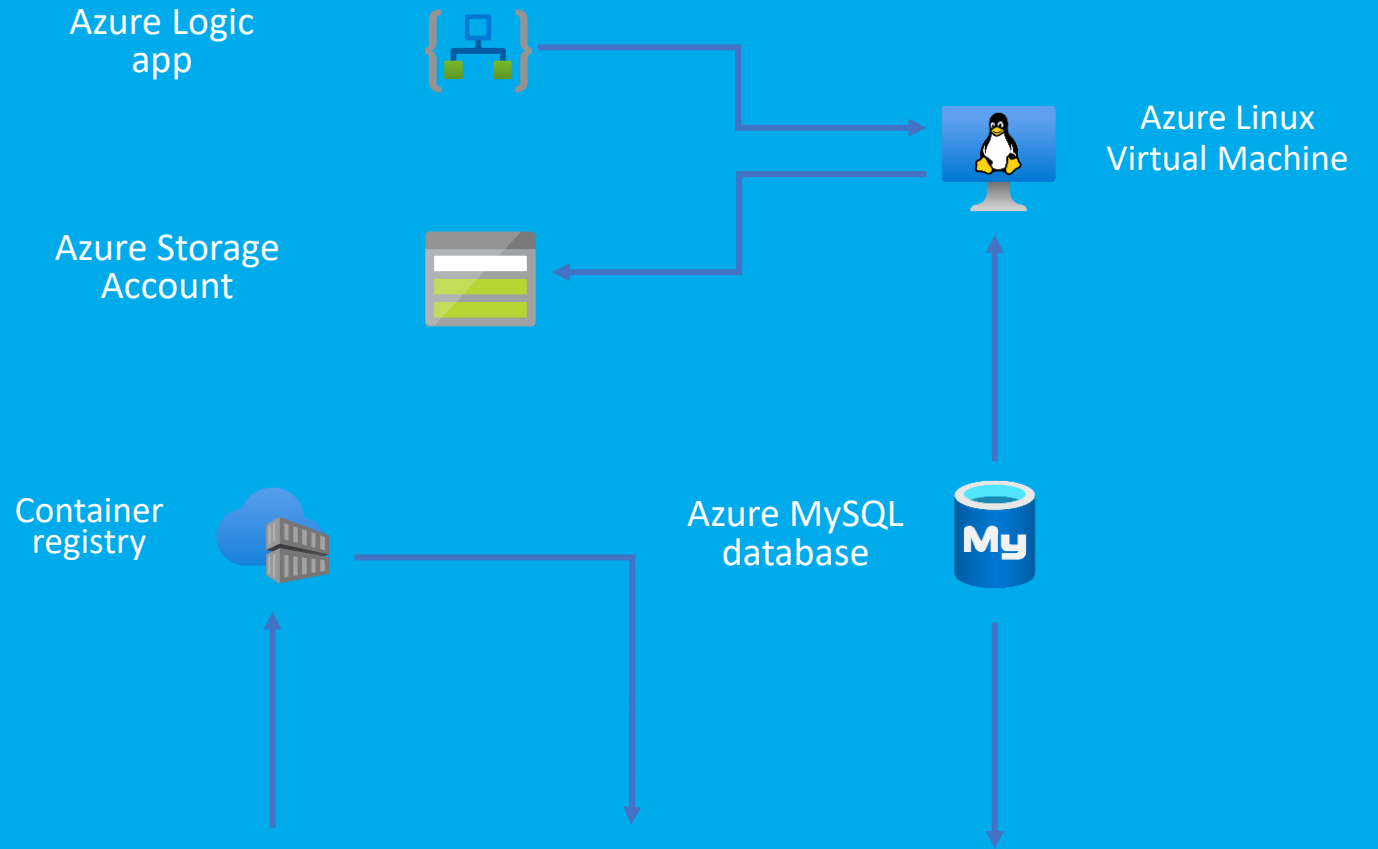 Azure Logic
app
Azure Linux
Virtual Machine
Azure Storage
Account
Container
registry
Azure MySQL
database
My